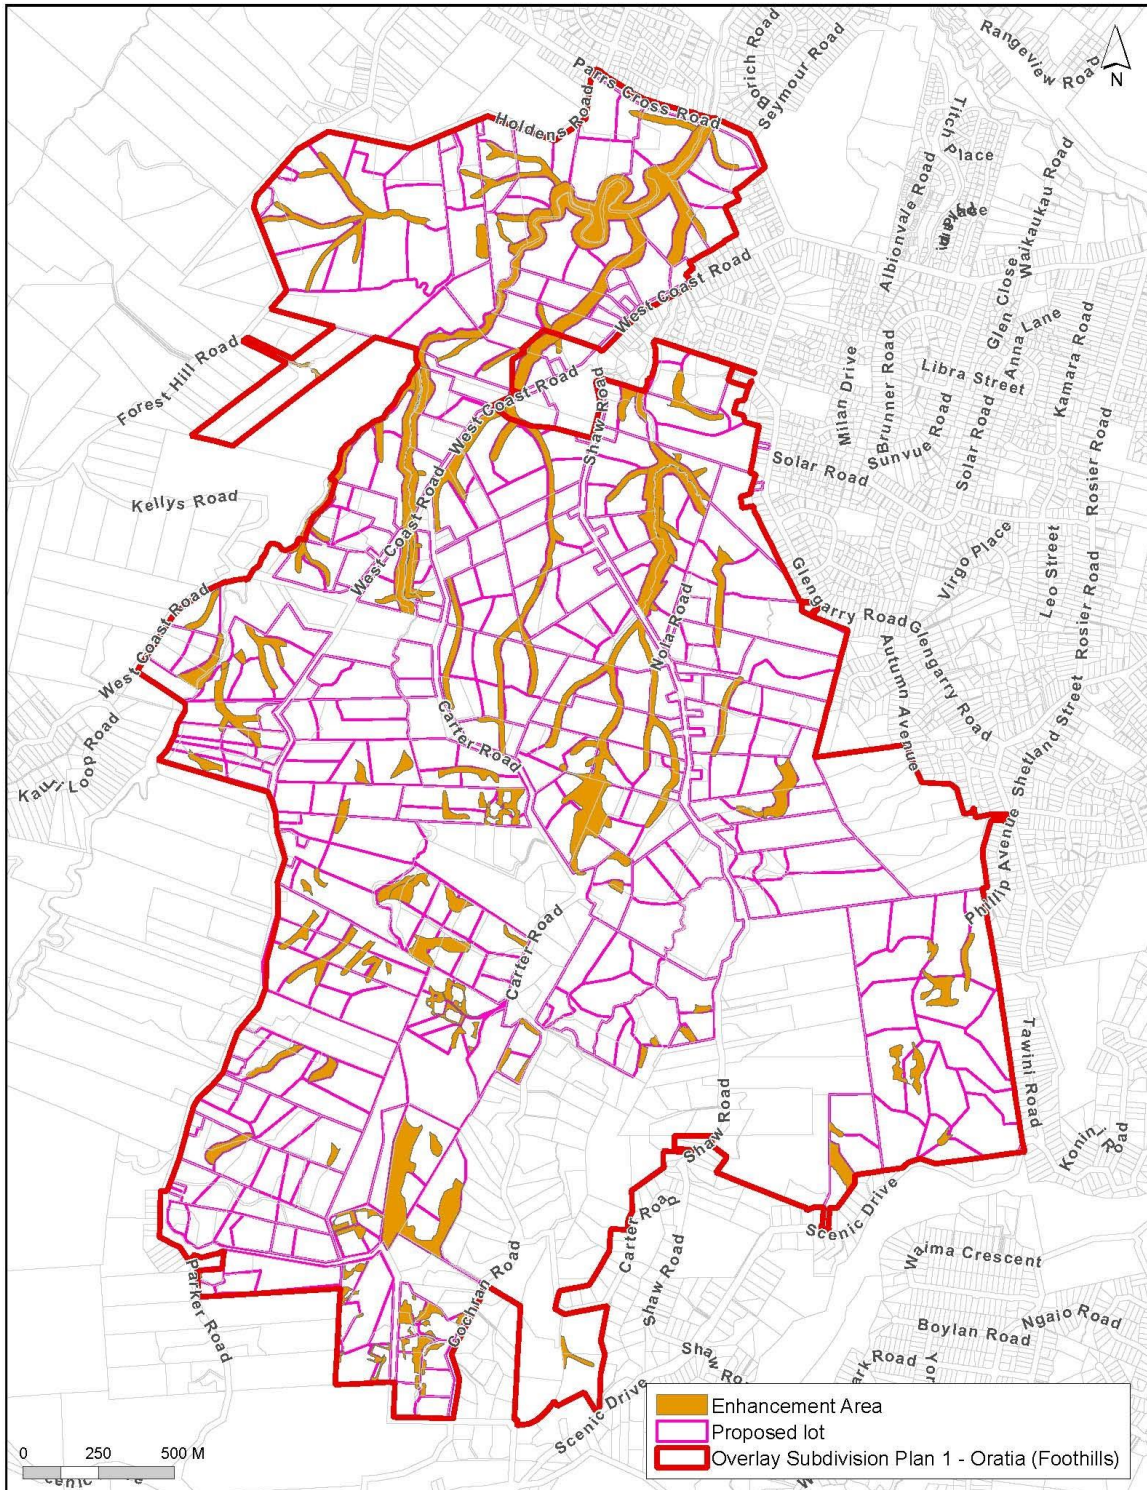 Rangeview Road
Borich Road
Seymour Road
Parrs Cross Road
N
Holdens Road
Titch Place
Albionvale Road
Waikaukau Road
Glen Close
West Coast Road
Anna Lane
Kamara Road
Forest Hill Road
Milan Drive
Brunner Road
Libra Street
West Coast Road
Shaw Road
Solar Road
Sunvue Road
Solar Road
Rosier Road
Kellys Road
West Coast Road
Virgo Place
Leo Street
West Coast Road
Glengarry Road
Glengarry Road
Rosier Road
Nola Road
Autumn Avenue
Shetland Street
Loop Road
Carter Road
Phillip Avenue
Carter Road
Tawini Road
Konini Road
Shaw Road
Scenic Drive
Carter Road
Waima Crescent
Shaw Road
Cochran Road
Parker Road
Ngaio Road
Boylan Road
Shaw Ro
ark Road
Yor
Scenic Drive
Enhancement Area
Proposed lot
Overlay Subdivision Plan 1 - Oratia (Foothills)
0 250 500 M